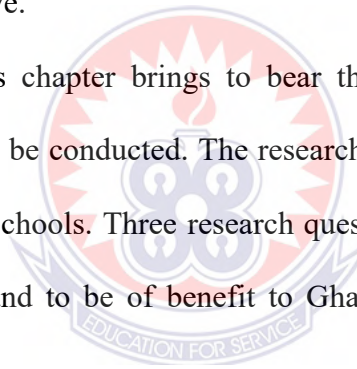 ve.
s chapter brings to bear th
be conducted. The research
chools. Three research ques
nd to be of benefit to Gha
EDUCATION FOR SERVICE